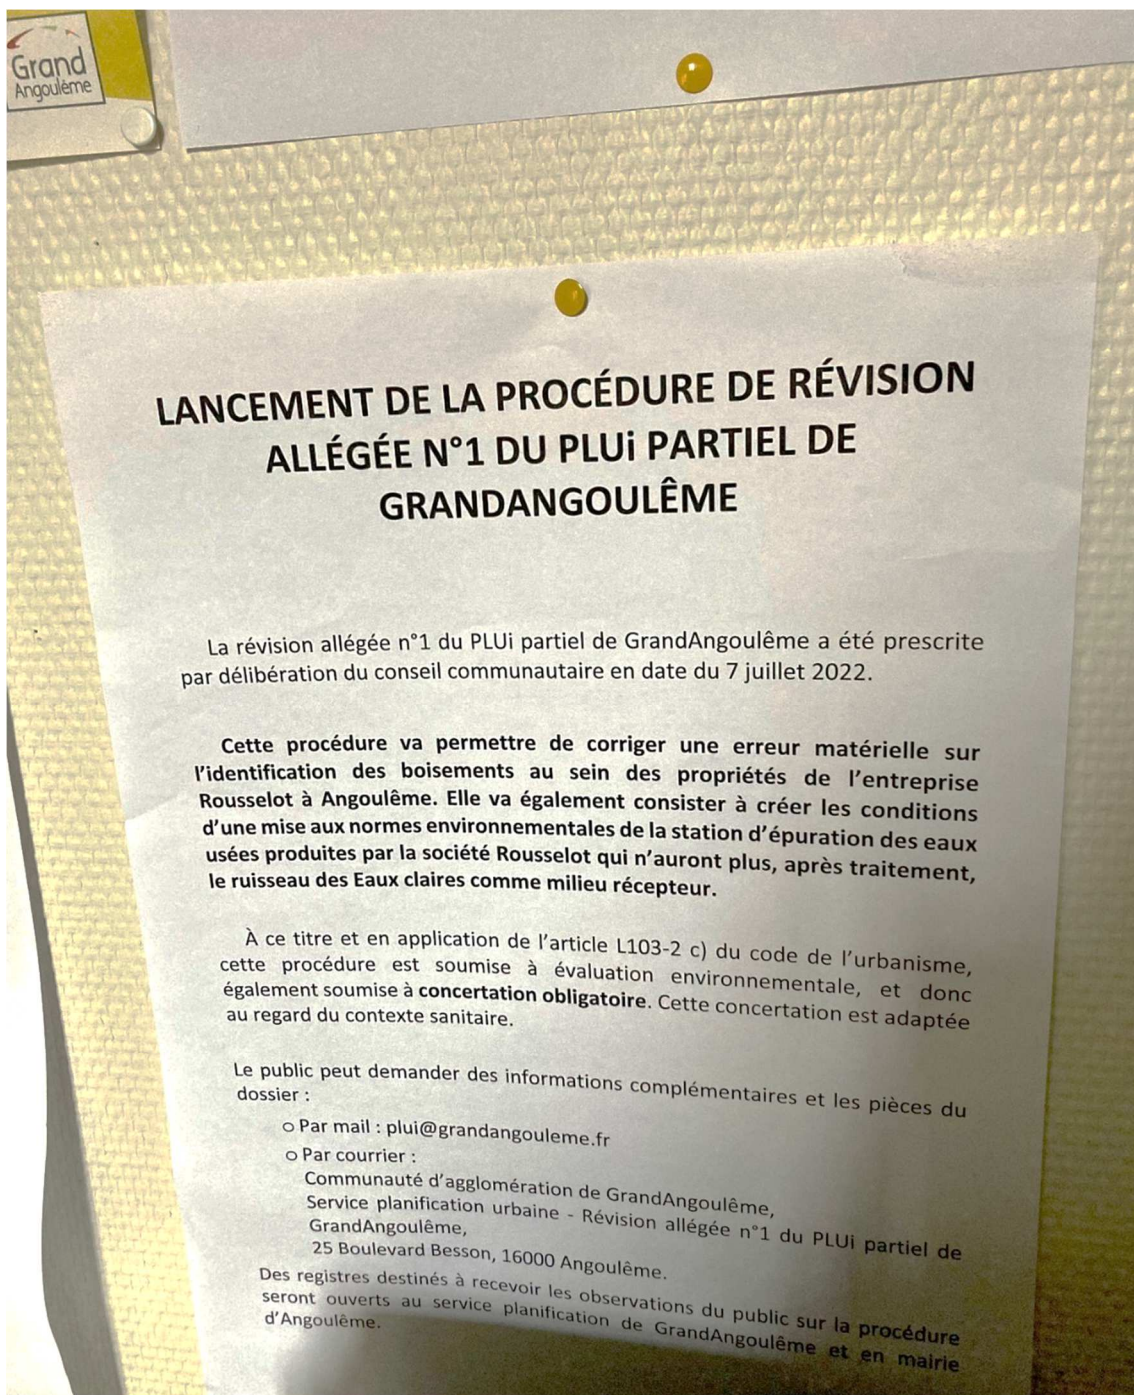 Grand
Angoulême
LANCEMENT DE LA PROCÉDURE DE RÉVISION
ALLÉGÉE N°1 DU PLUi PARTIEL DE
GRANDANGOULÊME
La révision allégée n°1 du PLUi partiel de GrandAngoulême a été prescrite
par délibération du conseil communautaire en date du 7 juillet 2022.
Cette procédure va permettre de corriger une erreur matérielle sur
l'identification des boisements au sein des propriétés de l'entreprise
Rousselot à Angoulême. Elle va également consister à créer les conditions
d'une mise aux normes environnementales de la station d'épuration des eaux
usées produites par la société Rousselot qui n'auront plus, après traitement,
le ruisseau des Eaux claires comme milieu récepteur.
À ce titre et en application de l'article L103-2 c) du code de l'urbanisme,
cette procédure est soumise à évaluation environnementale, et donc
également soumise à concertation obligatoire. Cette concertation est adaptée
au regard du contexte sanitaire.
Le public peut demander des informations complémentaires et les pièces du
dossier :
o Par mail : plui@grandangouleme.fr
o Par courrier :
Communauté d'agglomération de GrandAngoulême,
Service planification urbaine - Révision allégée n°1 du PLUi partiel de
GrandAngoulême,
25 Boulevard Besson, 16000 Angoulême.
Des registres destinés à recevoir les observations du public sur la procédure
seront ouverts au service planification de GrandAngoulême et en mairie
d'Angoulême.